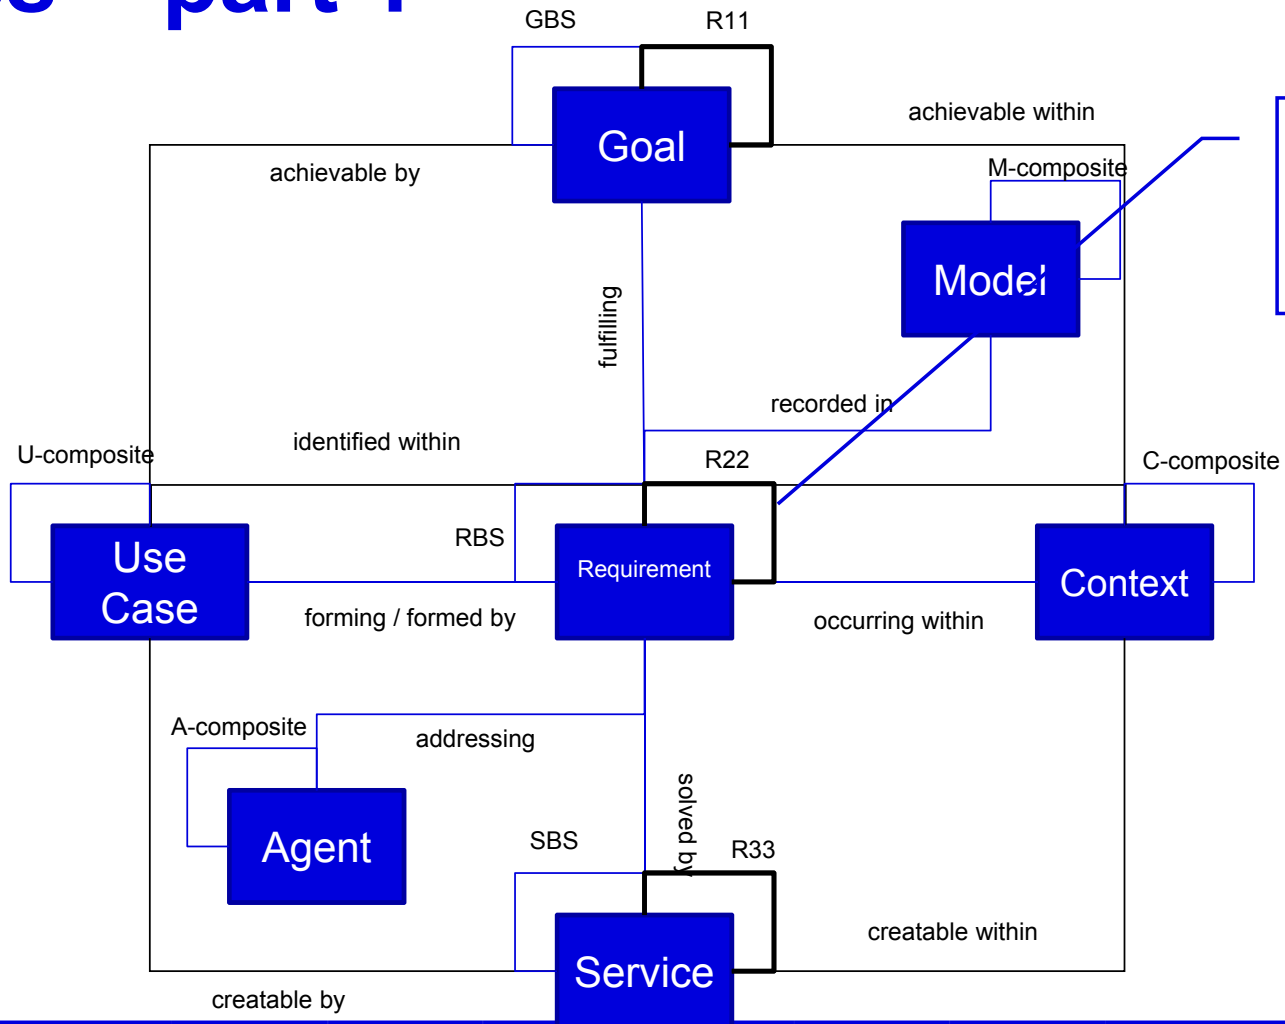 part
GBS
R11
achievable within
Goal
achievable by
M-composite
Model
fulfilling
recorded in
identified within
U-composite
R22
C-composite
RBS
Use
Case
Requirement
Context
forming / formed by
occurring within
A-composite
addressing
solved by
SBS
R33
Agent
creatable within
Service
creatable by